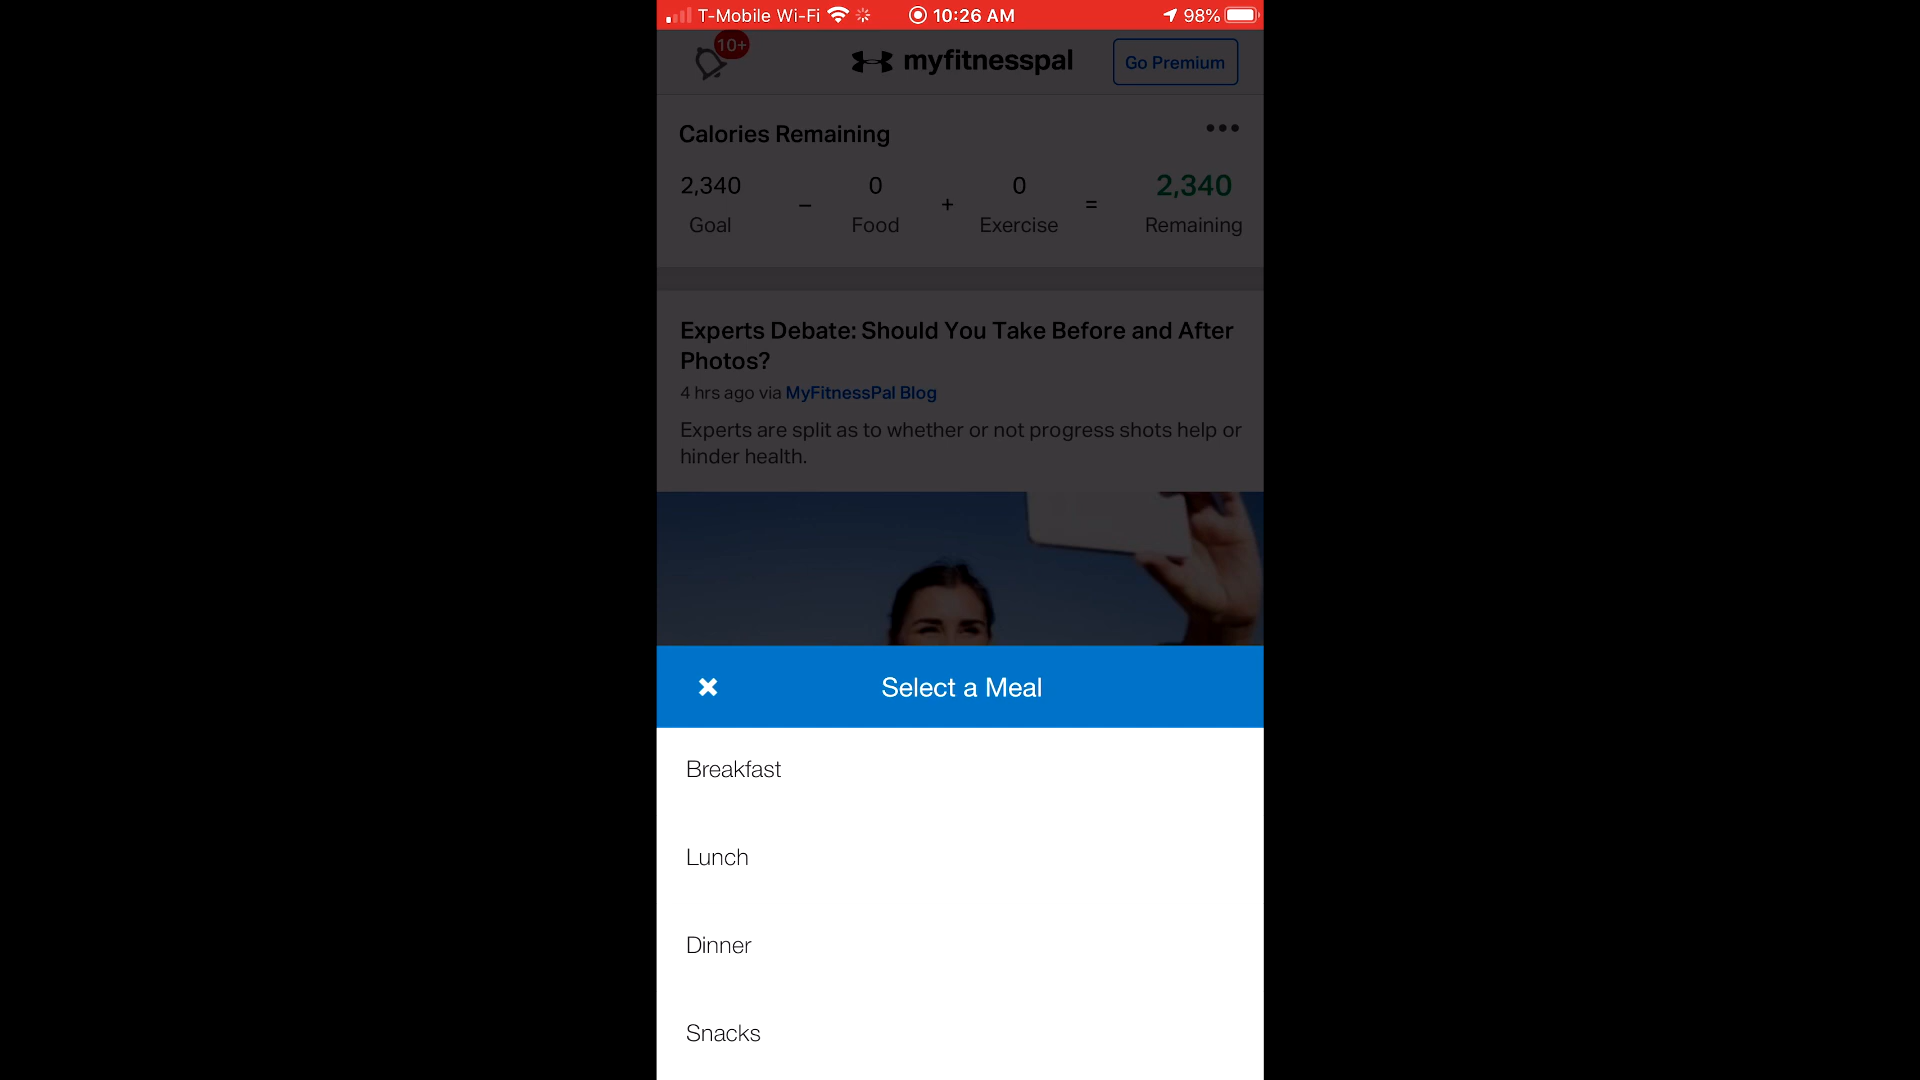 T-Mobile Wi-Fi 10:26 AM 98%
10+ myfitnesspal Go Premium
Calories Remaining
2,340 0 0 2,340
– + =
Goal Food Exercise Remaining
Experts Debate: Should You Take Before and After
Photos?
4 hrs ago via MyFitnessPal Blog
Experts are split as to whether or not progress shots help or
hinder health.
Select a Meal
Breakfast
Lunch
Dinner
Snacks